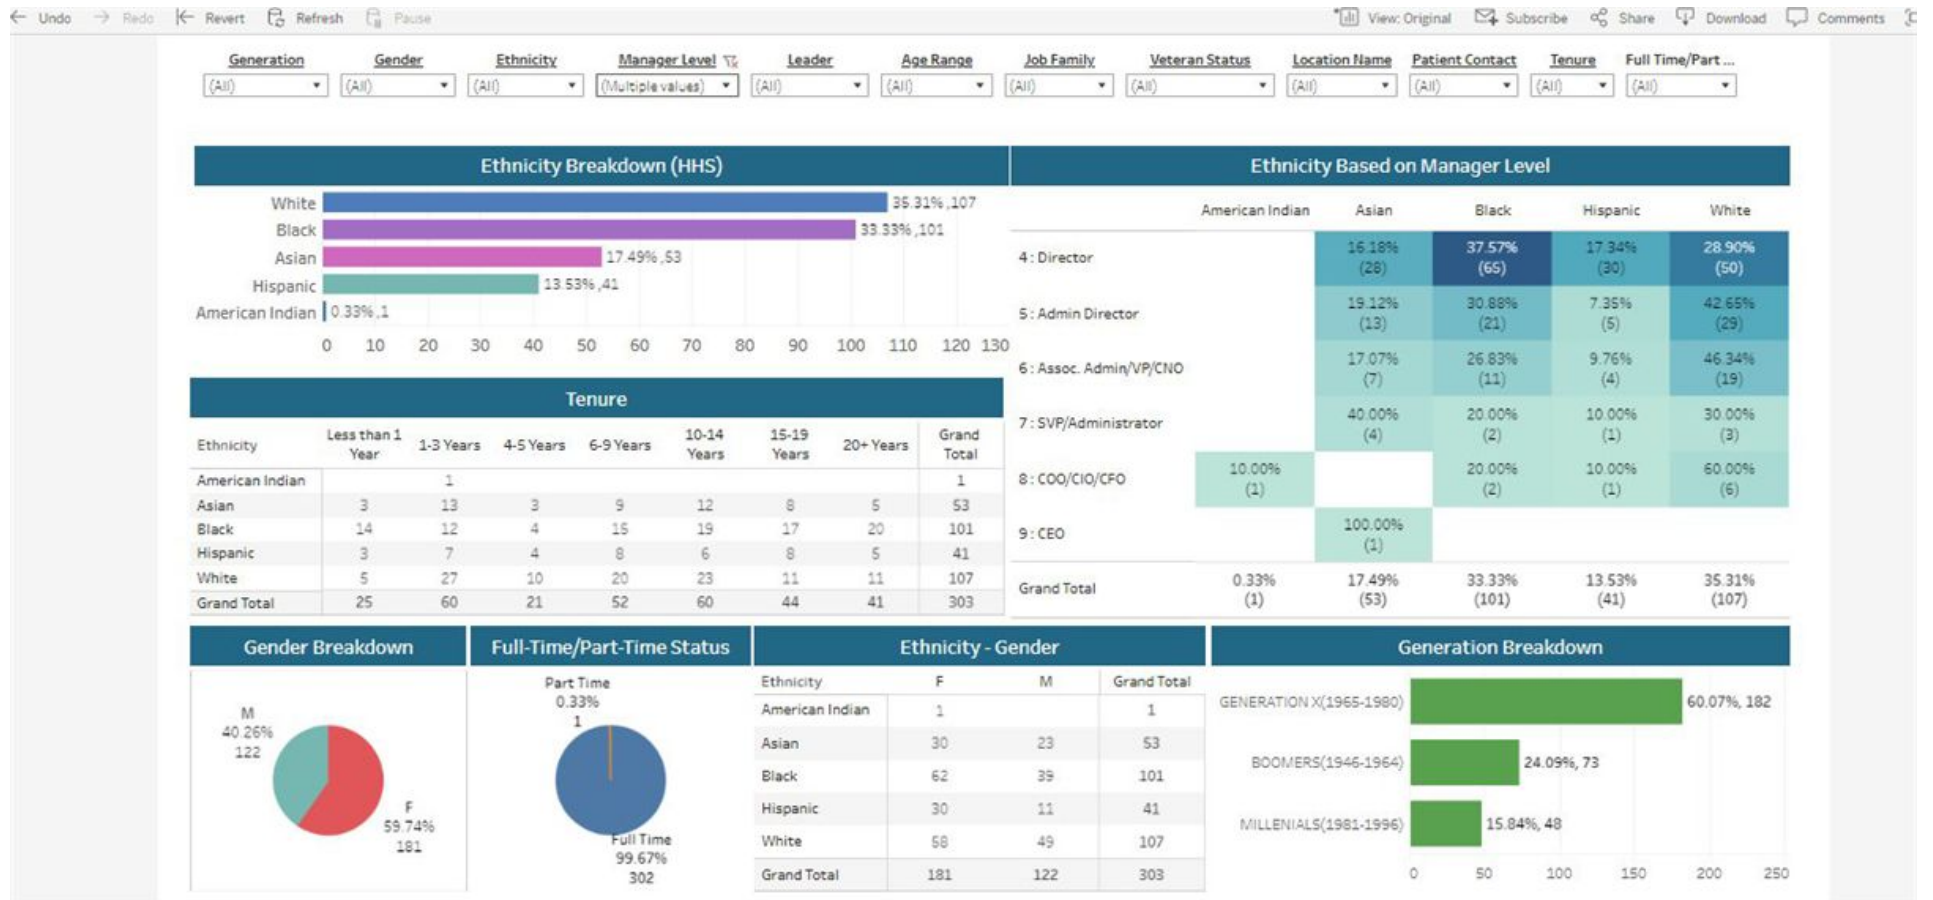 Undo Redo Revert Refresh Pause View: Original Subscribe Share Download Comments
Generation Gender Ethnicity Manager Level Leader Age Range Job Family Veteran Status Location Name Patient Contact Tenure Full Time/Part ...
(All) (All) (All) (Multiple values) (All) (All) (All) (All) (All) (All) (All) (All)
Ethnicity Breakdown (HHS)
White 35.31%,107
Black 33.33%,101
Asian 17.49%,53
Hispanic 13.53%,41
American Indian 0.33%,1
0 10 20 30 40 50 60 70 80 90 100 110 120 130
Ethnicity Based on Manager Level
American Indian Asian Black Hispanic White
4 : Director 16.18% 37.57% 17.34% 28.90%
(28) (65) (30) (50)
5 : Admin Director 19.12% 30.88% 7.35% 42.65%
(13) (21) (5) (29)
6 : Assoc. Admin/VP/CNO 17.07% 26.83% 9.76% 46.34%
(7) (11) (4) (19)
7 : SVP/Administrator 40.00% 20.00% 10.00% 30.00%
(4) (2) (1) (3)
8 : COO/CIO/CFO 10.00% 20.00% 10.00% 60.00%
(1) (2) (1) (6)
9 : CEO 100.00%
(1)
Grand Total 0.33% 17.49% 33.33% 13.53% 35.31%
(1) (53) (101) (41) (107)
Tenure
Ethnicity Less than 1 Year 1-3 Years 4-5 Years 6-9 Years 10-14 Years 15-19 Years 20+ Years Grand Total
American Indian 1 1
Asian 3 13 3 9 12 8 5 53
Black 14 12 4 15 19 17 20 101
Hispanic 3 7 4 8 6 8 5 41
White 5 27 10 20 23 11 11 107
Grand Total 25 60 21 52 60 44 41 303
Gender Breakdown
M
40.26%
122
F
59.74%
181
Full-Time/Part-Time Status
Part Time
0.33%
1
Full Time
99.67%
302
Ethnicity - Gender
Ethnicity F M Grand Total
American Indian 1 1
Asian 30 23 53
Black 62 39 101
Hispanic 30 11 41
White 58 49 107
Grand Total 181 122 303
Generation Breakdown
GENERATION X(1965-1980) 60.07%, 182
BOOMERS(1946-1964) 24.09%, 73
MILLENIALS(1981-1996) 15.84%, 48
0 50 100 150 200 250